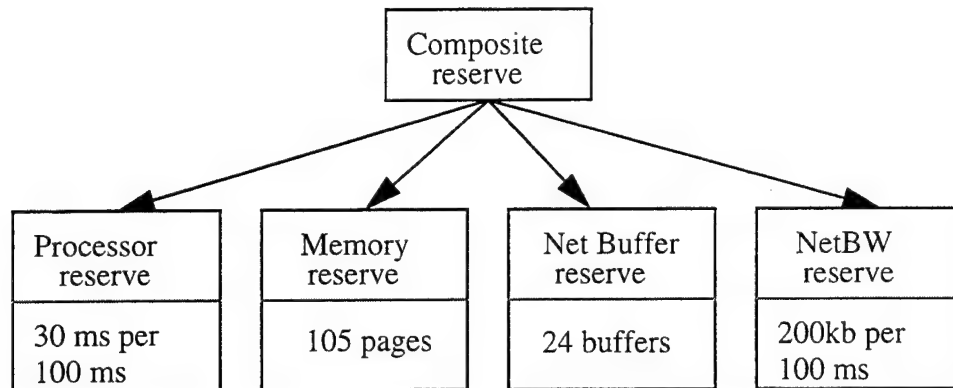 Composite
reserve
Processor
reserve
30 ms per
100 ms
Memory
reserve
105 pages
Net Buffer
reserve
24 buffers
NetBW
reserve
200kb per
100 ms